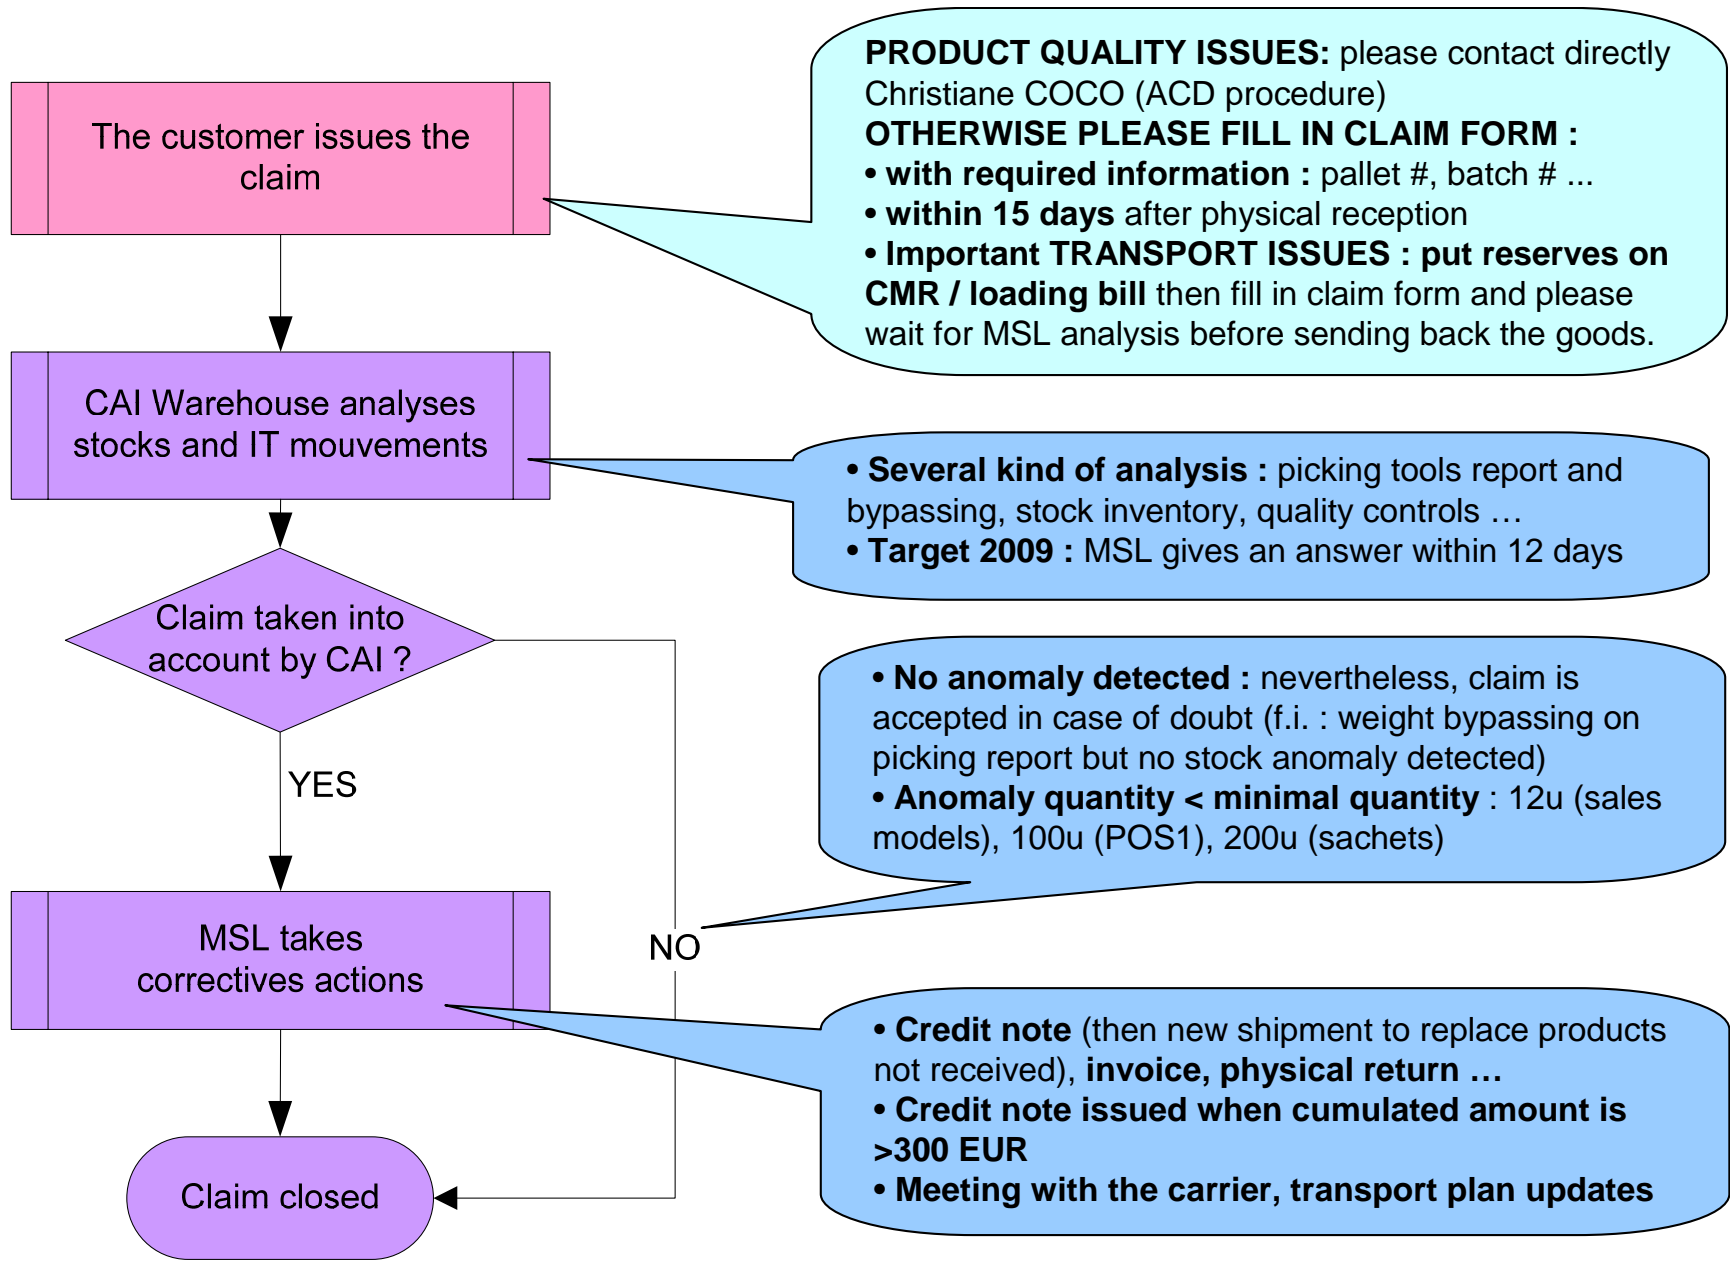 PRODUCT QUALITY ISSUES: please contact directly
Christiane COCO (ACD procedure)
OTHERWISE PLEASE FILL IN CLAIM FORM :
• with required information : pallet #, batch # ...
• within 15 days after physical reception
• Important TRANSPORT ISSUES : put reserves on
CMR / loading bill then fill in claim form and please
wait for MSL analysis before sending back the goods.
The customer issues the
claim
CAI Warehouse analyses
stocks and IT mouvements
• Several kind of analysis : picking tools report and
bypassing, stock inventory, quality controls …
• Target 2009 : MSL gives an answer within 12 days
Claim taken into
account by CAI ?
YES
NO
• No anomaly detected : nevertheless, claim is
accepted in case of doubt (f.i. : weight bypassing on
picking report but no stock anomaly detected)
• Anomaly quantity < minimal quantity : 12u (sales
models), 100u (POS1), 200u (sachets)
MSL takes
correctives actions
• Credit note (then new shipment to replace products
not received), invoice, physical return …
• Credit note issued when cumulated amount is
>300 EUR
• Meeting with the carrier, transport plan updates
Claim closed